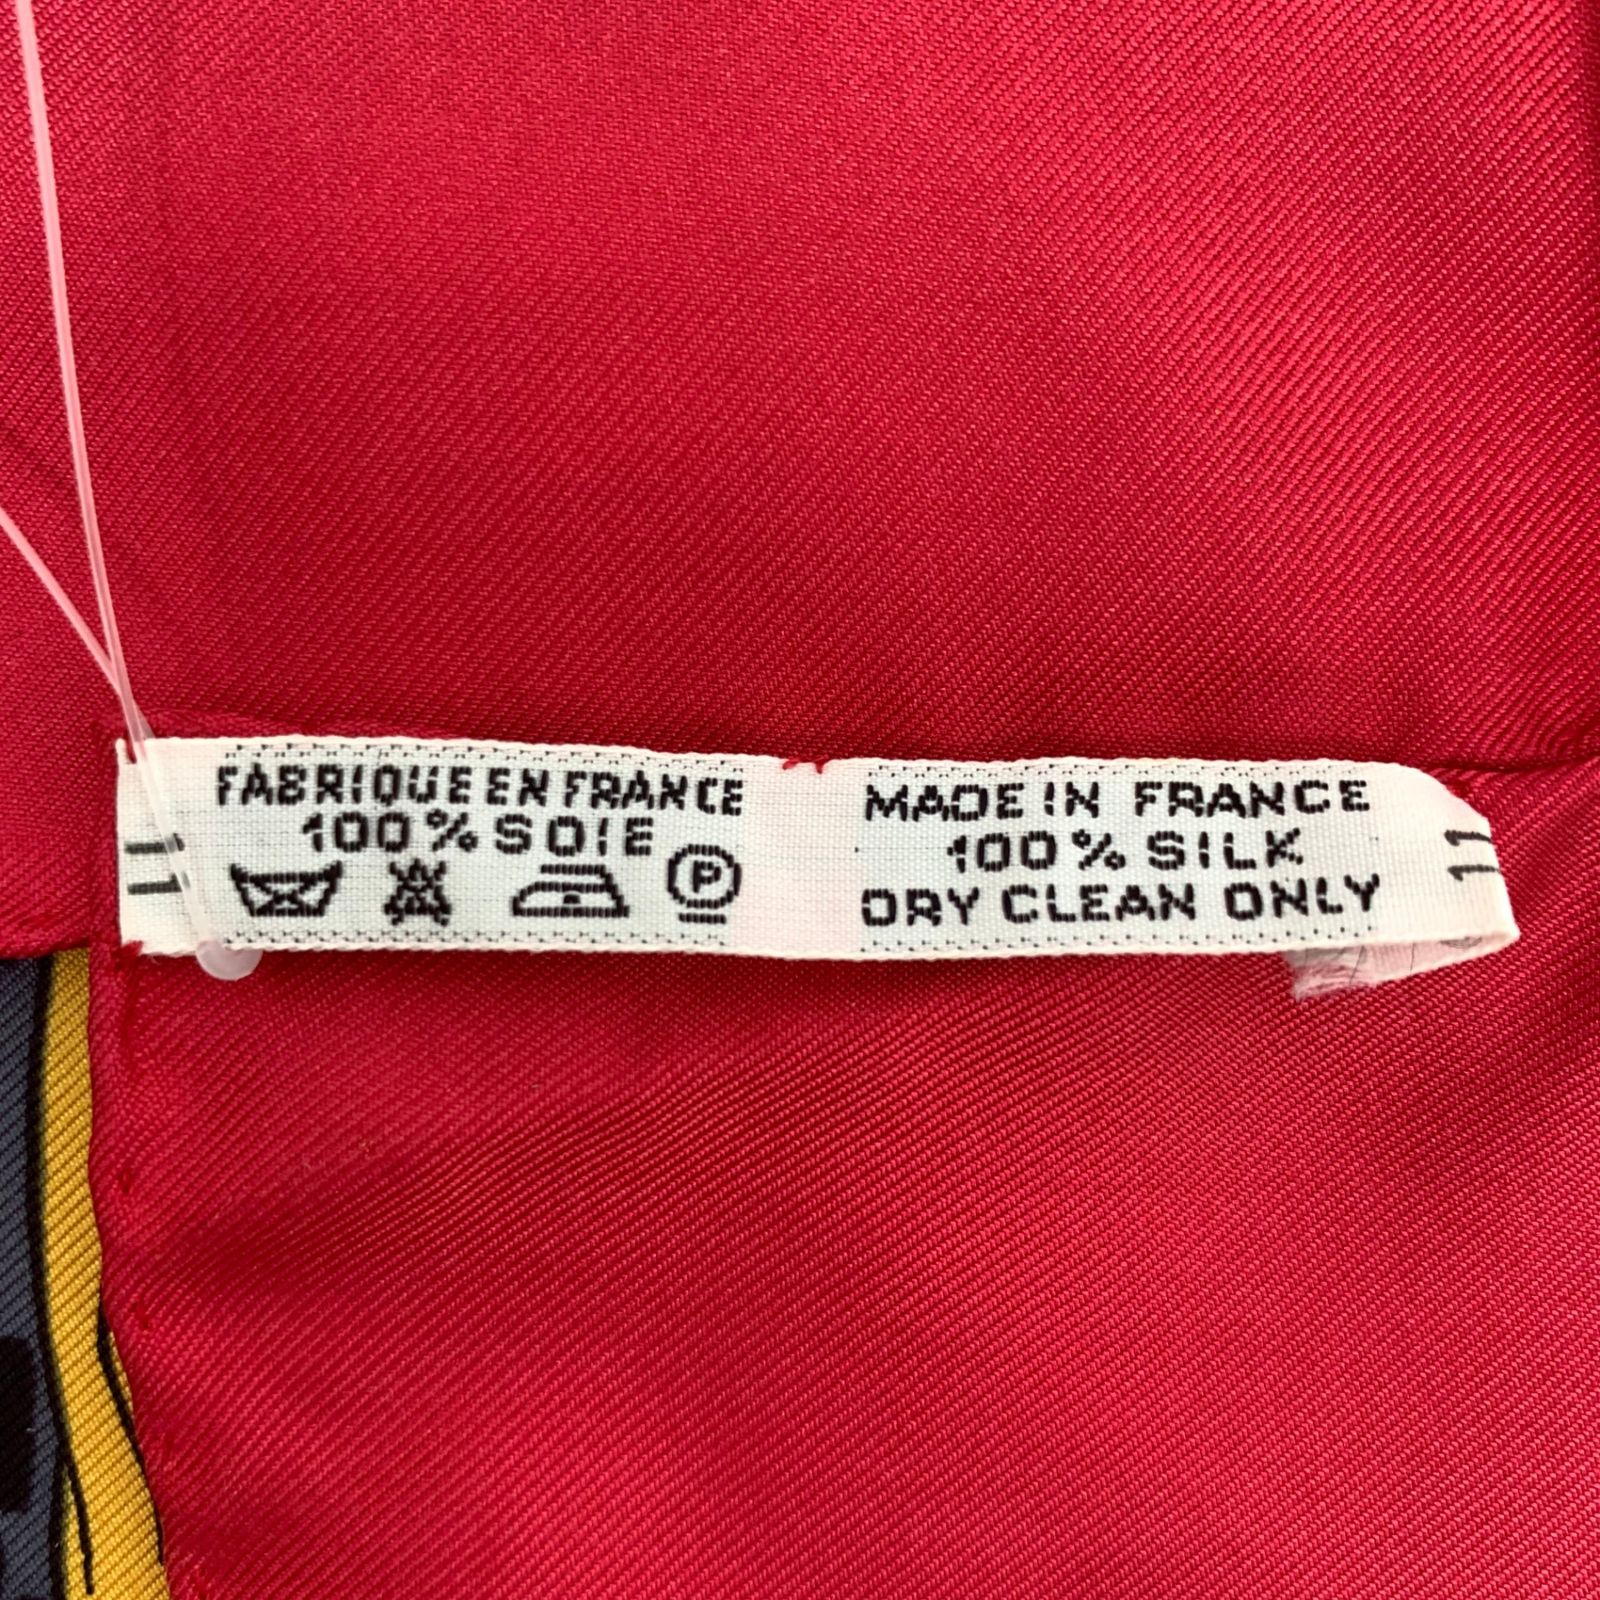 FABRIQUE EN FRANCE
100% SOIE
P
MADE IN FRANCE
100% SILK
DRY CLEAN ONLY